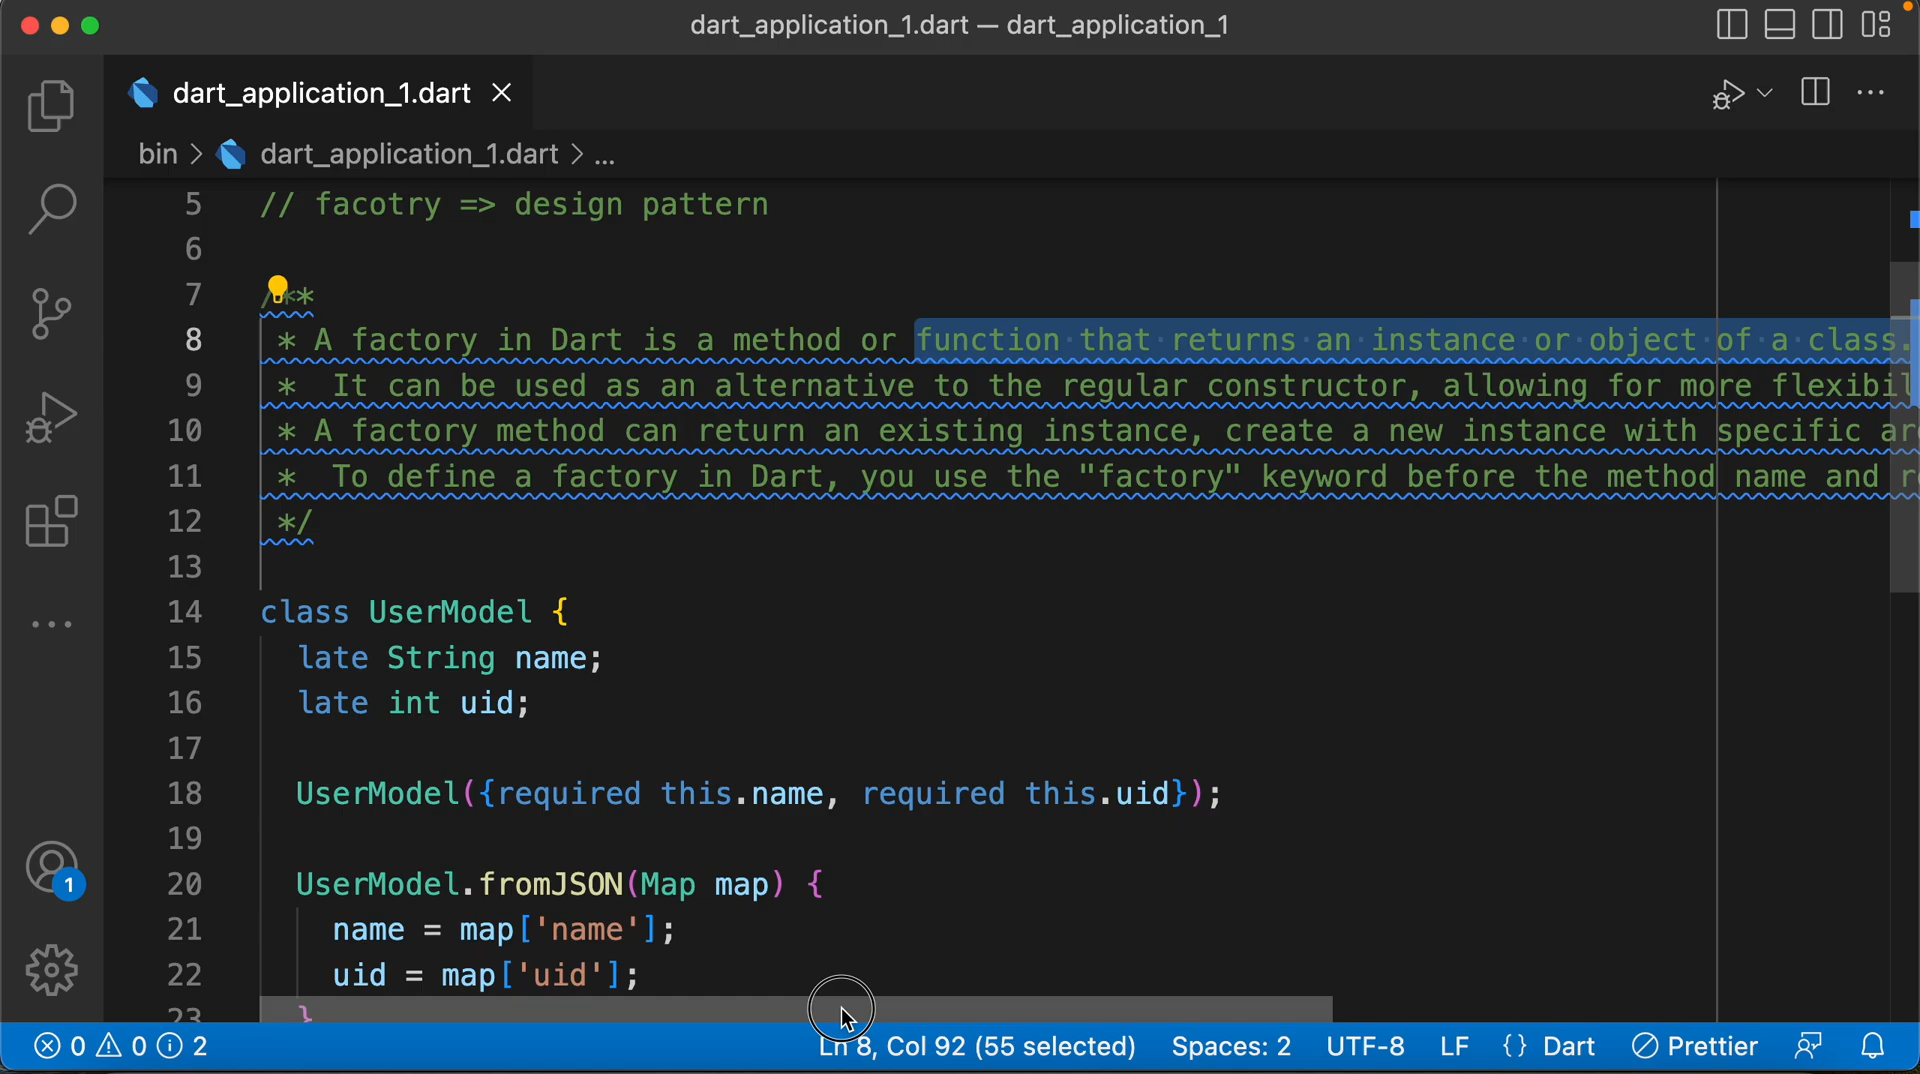 dart_application_1.dart — dart_application_1
dart_application_1.dart
bin > dart_application_1.dart > ...
5 // facotry => design pattern
6
7 /**
8 * A factory in Dart is a method or function that returns an instance or object of a class.
9 * It can be used as an alternative to the regular constructor, allowing for more
10 * A factory method can return an existing instance, create a new instance with specific
11 * To define a factory in Dart, you use the "factory" keyword before the method name and
12 */
13
14 class UserModel {
15 late String name;
16 late int uid;
17
18 UserModel({required this.name, required this.uid});
19
20 UserModel.fromJSON(Map map) {
21 name = map['name'];
22 uid = map['uid'];
23 }
1
0 0 2 Ln 8, Col 92 (55 selected) Spaces: 2 UTF-8 LF {} Dart Prettier